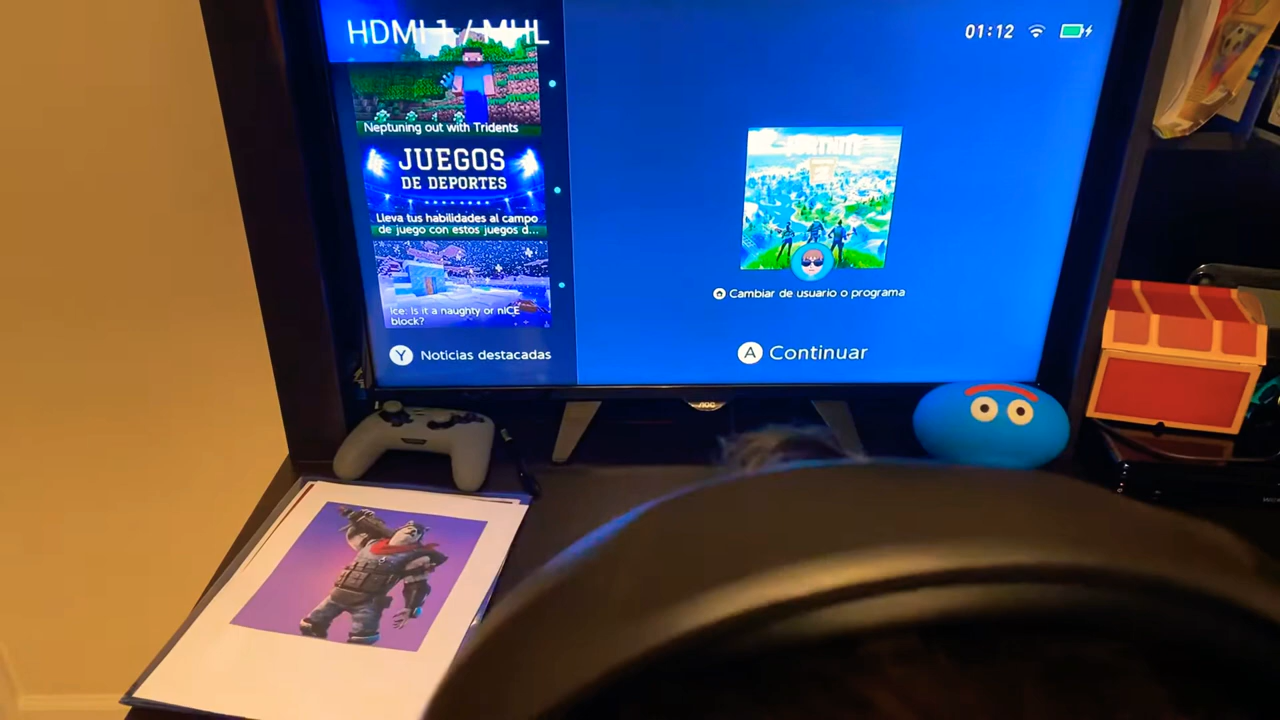 HDMI 1 / MHL
01:12
Neptuning out with Tridents
JUEGOS
DE DEPORTES
Lleva tus habilidades al campo
de juego con estos juegos d...
Ice: Is it a naughty or nICE
block?
Y Noticias destacadas
FORTNITE
Cambiar de usuario o programa
A Continuar
AOC